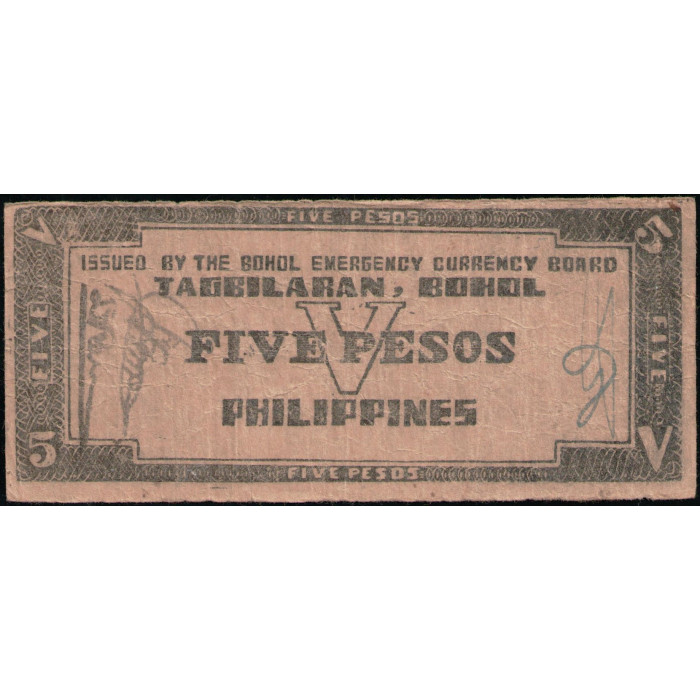 FIVE PESOS
V
5
ISSUED BY THE BOHOL EMERGENCY CURRENCY BOARD
TAGBILARAN, BOHOL
FIVE
V
FIVE PESOS
FIVE
PHILIPPINES
5
V
FIVE PESOS